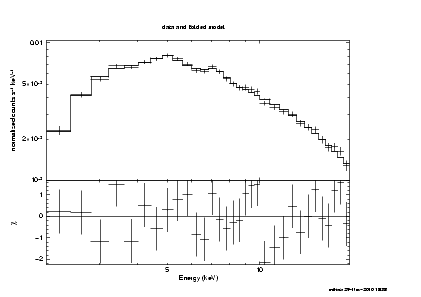 data and folded model
normalized counts s⁻¹ keV⁻¹
0.01
5×10⁻³
2×10⁻³
10⁻³
χ
1
0
−1
−2
5
10
Energy (keV)